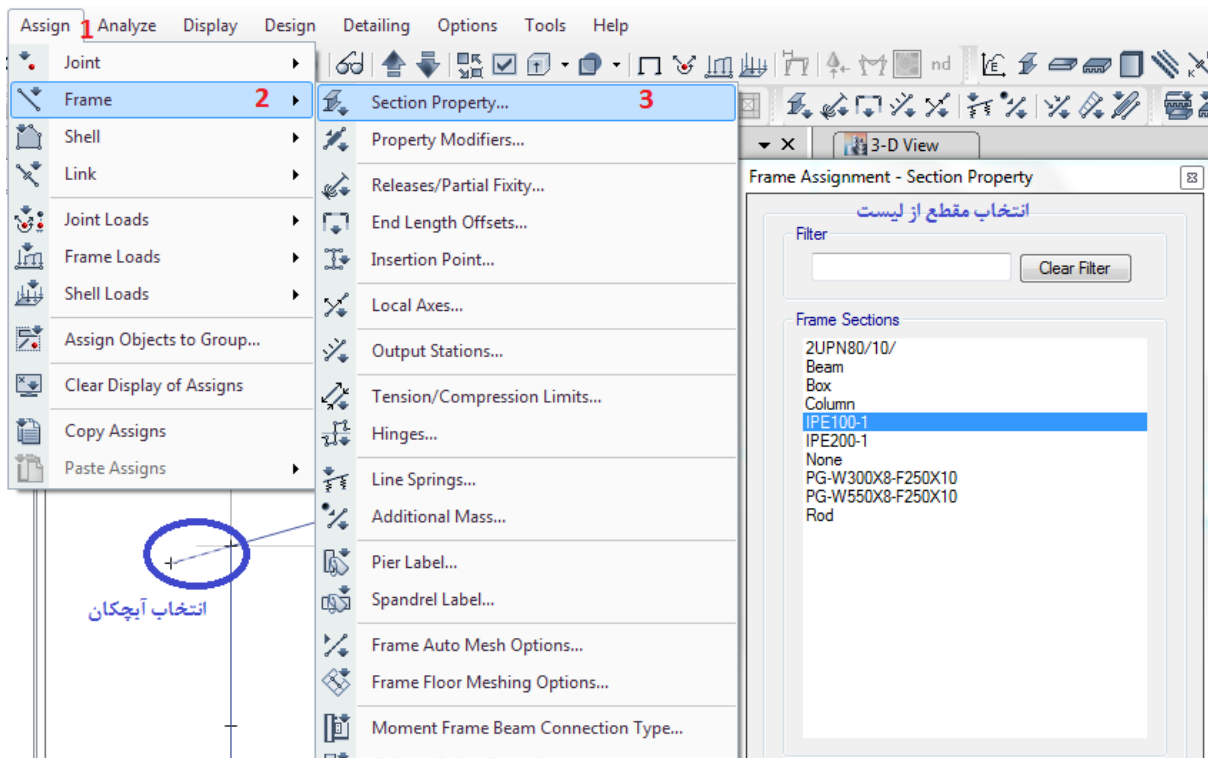 Assign 1 Analyze Display Design Detailing Options Tools Help
Joint
Frame 2
Shell
Link
Joint Loads
Frame Loads
Shell Loads
Assign Objects to Group...
Clear Display of Assigns
Copy Assigns
Paste Assigns
nd
Section Property... 3
Property Modifiers...
Releases/Partial Fixity...
End Length Offsets...
Insertion Point...
Local Axes...
Output Stations...
Tension/Compression Limits...
Hinges...
Line Springs...
Additional Mass...
Pier Label...
Spandrel Label...
Frame Auto Mesh Options...
Frame Floor Meshing Options...
Moment Frame Beam Connection Type...
انتخاب آیچکان
3-D View
Frame Assignment - Section Property
انتخاب مقطع از لیست
Filter
Clear Filter
Frame Sections
2UPN80/10/
Beam
Box
Column
IPE100-1
IPE200-1
None
PG-W300X8-F250X10
PG-W550X8-F250X10
Rod